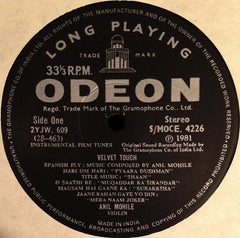 LONG PLAYING
TRADE MARK
33⅓ R.P.M.
ODEON
Regd. Trade Mark of The Gramophone Co., Ltd.
Side One
2YJW. 609
(28-463)
Stereo
S/MOCE. 4226
Ⓟ 1981
Original Sound Recording Made by
The Gramophone Co. of India Ltd.
INSTRUMENTAL FILM TUNES
VELVET TOUCH
SPANISH FLY : MUSIC COMPOSED BY ANIL MOHILE
HARI OM HARI : "PYAARA DUSHMAN"
TITLE MUSIC : "SHAAN"
O SAATHI RE : "MUQADDAR KA SIKANDAR"
MAUSAM HAI GAANE KA : "SURAKSHA"
JAANE KAHAN GAYE VO DIN :
"MERA NAAM JOKER"
ANIL MOHILE
VIOLIN
MADE IN INDIA